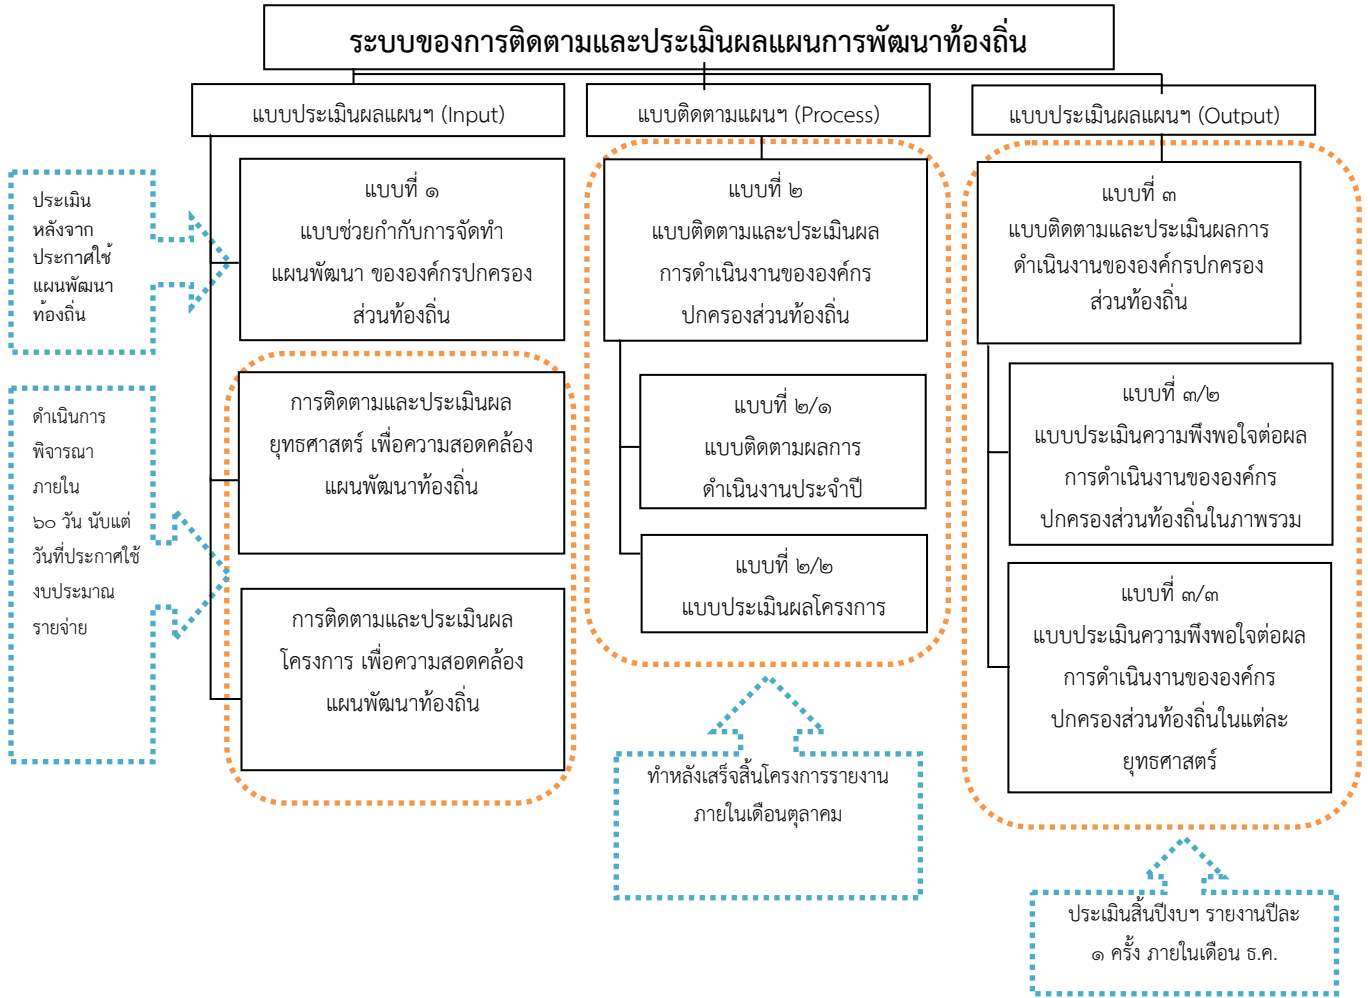 ระบบของการติดตามและประเมินผลแผนการพัฒนาท้องถิ่น
แบบประเมินผลแผนฯ (Input)
แบบติดตามแผนฯ (Process)
แบบประเมินผลแผนฯ (Output)
ประเมิน
หลังจาก
ประกาศใช้
แผนพัฒนา
ท้องถิ่น
แบบที่ ๑
แบบช่วยกำกับการจัดทำ
แผนพัฒนา ขององค์กรปกครอง
ส่วนท้องถิ่น
ดำเนินการ
พิจารณา
ภายใน
๖๐ วัน นับแต่
วันที่ประกาศใช้
งบประมาณ
รายจ่าย
การติดตามและประเมินผล
ยุทธศาสตร์ เพื่อความสอดคล้อง
แผนพัฒนาท้องถิ่น
การติดตามและประเมินผล
โครงการ เพื่อความสอดคล้อง
แผนพัฒนาท้องถิ่น
แบบที่ ๒
แบบติดตามและประเมินผล
การดำเนินงานขององค์กร
ปกครองส่วนท้องถิ่น
แบบที่ ๒/๑
แบบติดตามผลการ
ดำเนินงานประจำปี
แบบที่ ๒/๒
แบบประเมินผลโครงการ
ทำหลังเสร็จสิ้นโครงการรายงาน
ภายในเดือนตุลาคม
แบบที่ ๓
แบบติดตามและประเมินผลการ
ดำเนินงานขององค์กรปกครอง
ส่วนท้องถิ่น
แบบที่ ๓/๒
แบบประเมินความพึงพอใจต่อผล
การดำเนินงานขององค์กร
ปกครองส่วนท้องถิ่นในภาพรวม
แบบที่ ๓/๓
แบบประเมินความพึงพอใจต่อผล
การดำเนินงานขององค์กร
ปกครองส่วนท้องถิ่นในแต่ละ
ยุทธศาสตร์
ประเมินสิ้นปีงบฯ รายงานปีละ
๑ ครั้ง ภายในเดือน ธ.ค.